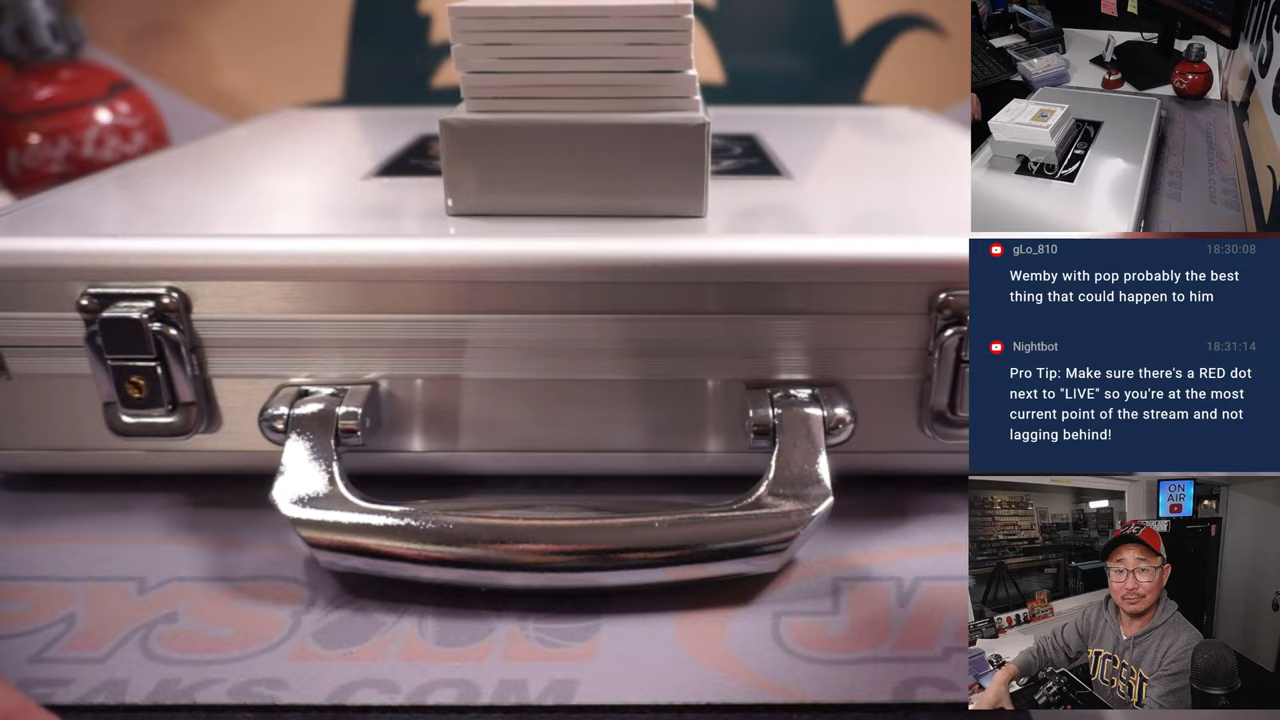 gLo_810 18:30:08
Wemby with pop probably the best
thing that could happen to him
Nightbot 18:31:14
Pro Tip: Make sure there's a RED dot
next to "LIVE" so you're at the most
current point of the stream and not
lagging behind!
ON
AIR
UCSD